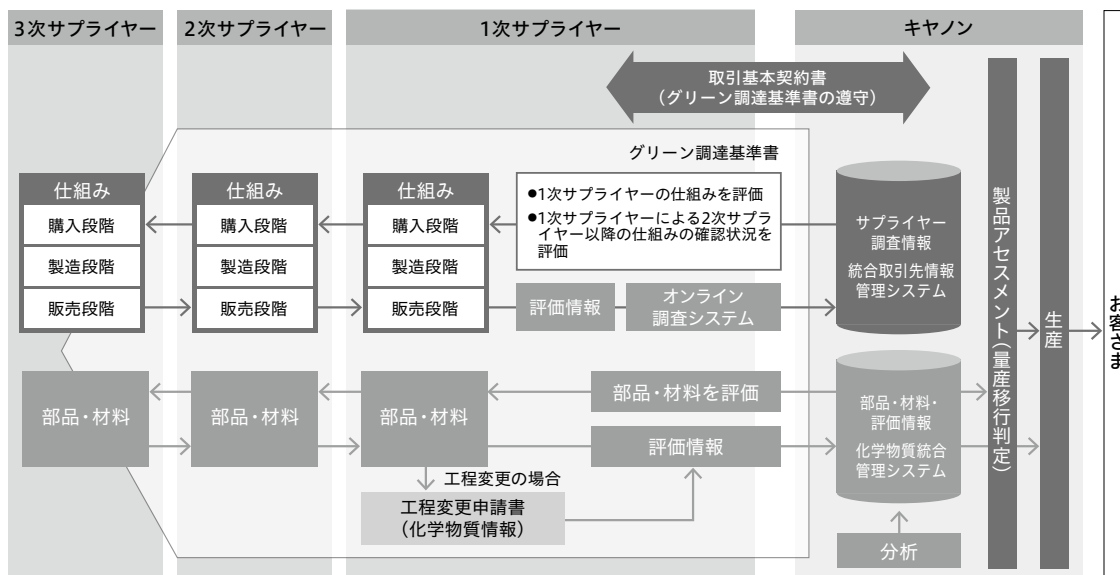 3次サプライヤー
2次サプライヤー
1次サプライヤー
キヤノン
取引基本契約書
（グリーン調達基準書の遵守）
グリーン調達基準書
仕組み
購入段階
製造段階
販売段階
仕組み
購入段階
製造段階
販売段階
仕組み
購入段階
製造段階
販売段階
●1次サプライヤーの仕組みを評価
●1次サプライヤーによる2次サプラ
イヤー以降の仕組みの確認状況を
評価
評価情報
オンライン
調査システム
サプライヤー
調査情報
統合取引先情報
管理システム
部品・材料
部品・材料
部品・材料
部品・材料を評価
評価情報
工程変更の場合
工程変更申請書
（化学物質情報）
部品・材料・
評価情報
化学物質統合
管理システム
分析
製品アセスメント（量産移行判定）
生産
お客さま